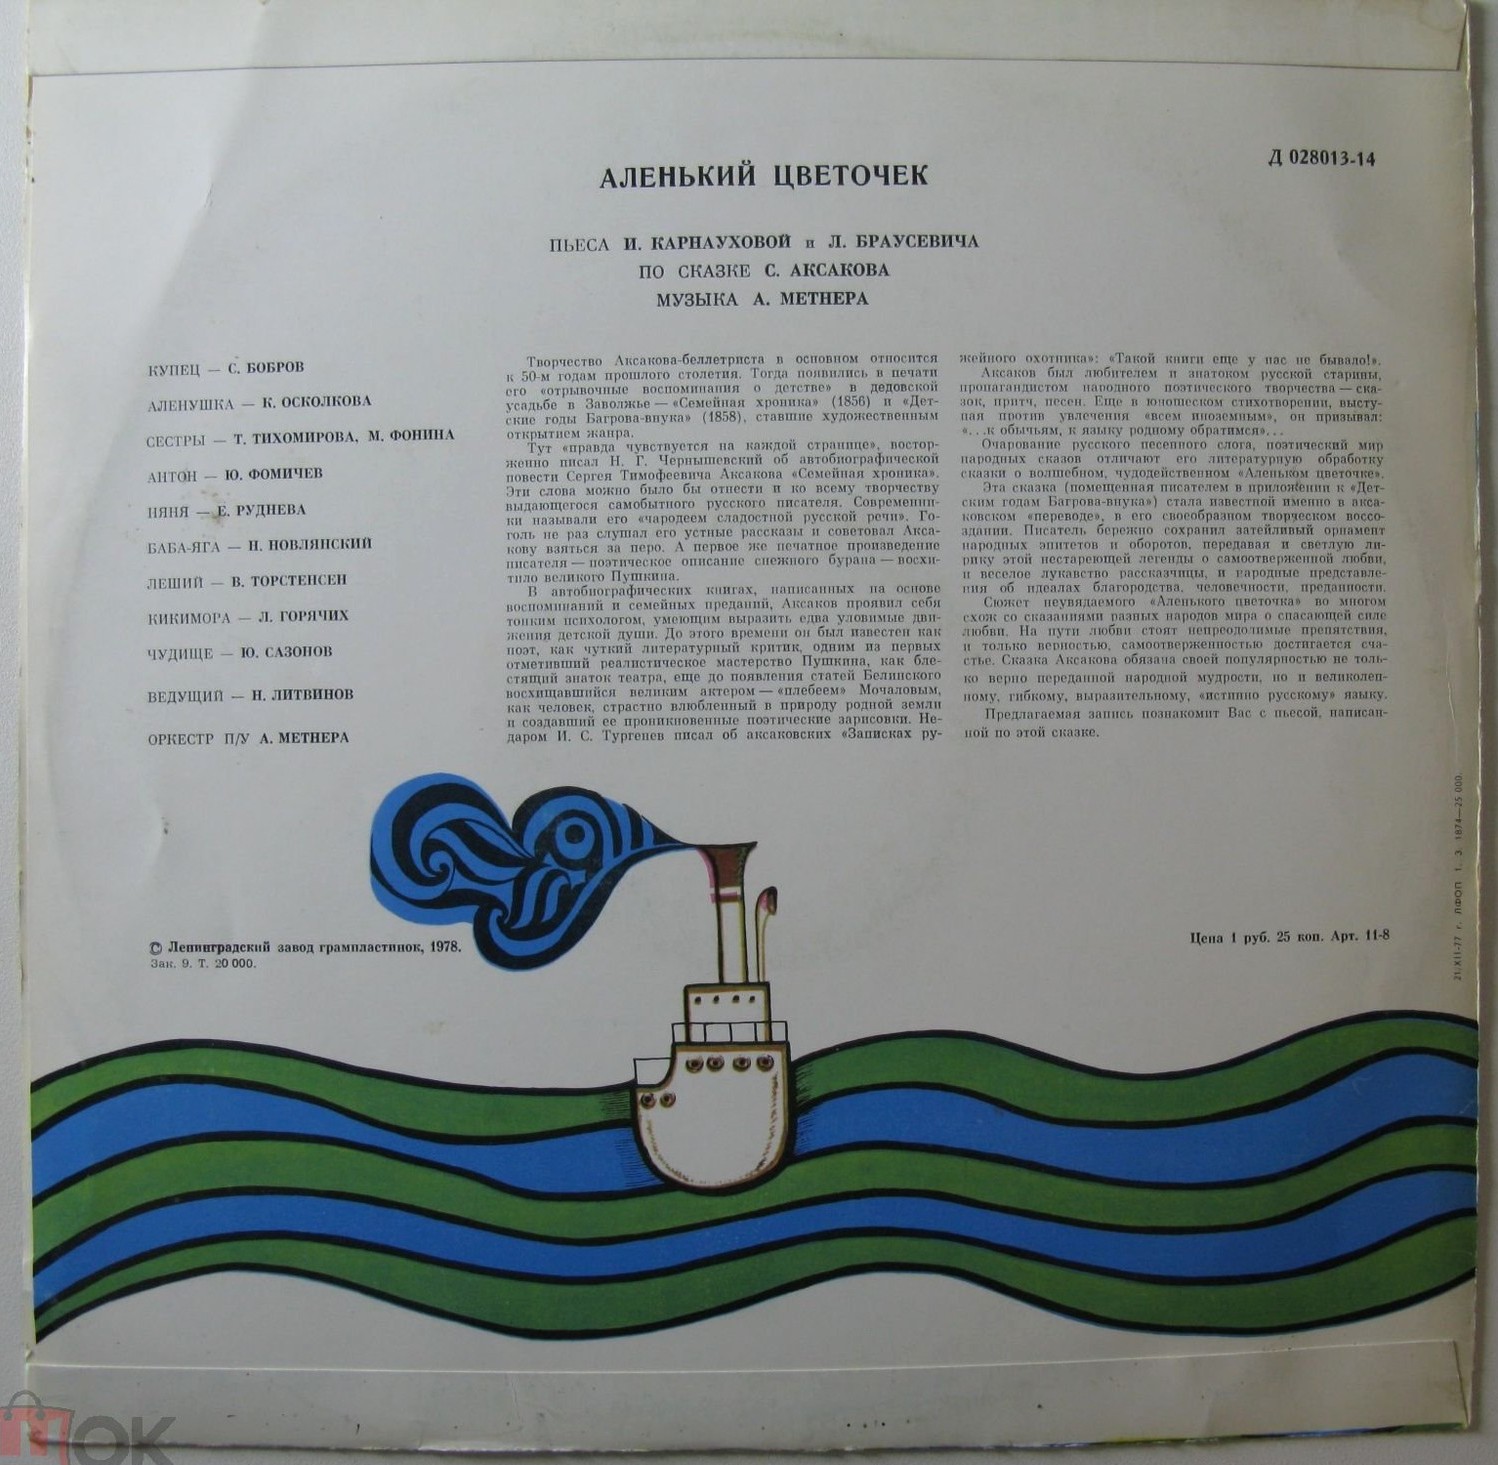 Д 028013-14
АЛЕНЬКИЙ ЦВЕТОЧЕК
ПЬЕСА И. КАРНАУХОВОЙ и Л. БРАУСЕВИЧА
ПО СКАЗКЕ С. АКСАКОВА
МУЗЫКА А. МЕТНЕРА
КУПЕЦ — С. БОБРОВ
АЛЕНУШКА — К. ОСКОЛКОВА
СЕСТРЫ — Т. ТИХОМИРОВА, М. ФОНИНА
АНТОН — Ю. ФОМИЧЕВ
НЯНЯ — Е. РУДНЕВА
БАБА-ЯГА — Н. НОВЛЯНСКИЙ
ЛЕШИЙ — В. ТОРСТЕНСЕН
КИКИМОРА — Л. ГОРЯЧИХ
ЧУДИЩЕ — Ю. САЗОНОВ
ВЕДУЩИЙ — Н. ЛИТВИНОВ
ОРКЕСТР П/У А. МЕТНЕРА
Творчество Аксакова-беллетриста в основном относится
к 50-м годам прошлого столетия. Тогда появились в печати
его «отрывочные воспоминания о детстве» в дедовской
усадьбе в Заволжье — «Семейная хроника» (1856) и «Дет-
ские годы Багрова-внука» (1858), ставшие художественным
открытием жанра.
Тут «правда чувствуется на каждой странице», востор-
женно писал Н. Г. Чернышевский об автобиографической
повести Сергея Тимофеевича Аксакова «Семейная хроника».
Эти слова можно было бы отнести и ко всему творчеству
выдающегося самобытного русского писателя. Современни-
ки называли его «чародеем сладостной русской речи». Го-
голь не раз слушал его устные рассказы и советовал Акса-
кову взяться за перо. А первое же печатное произведение
писателя — поэтическое описание снежного бурана — восхи-
тило великого Пушкина.
В автобиографических книгах, написанных на основе
воспоминаний и семейных преданий, Аксаков проявил себя
тонким психологом, умеющим выразить едва уловимые дви-
жения детской души. До этого времени он был известен как
поэт, как чуткий литературный критик, одним из первых
отметивший реалистическое мастерство Пушкина, как бле-
стящий знаток театра, еще до появления статей Белинского
восхищавшийся великим актером — «плебеем» Мочаловым,
как человек, страстно влюбленный в природу родной земли
и создавший ее проникновенные поэтические зарисовки. Не-
даром И. С. Тургенев писал об аксаковских «Записках ру-
жейного охотника»: «Такой книги еще у нас не бывало!».
Аксаков был любителем и знатоком русской старины,
пропагандистом народного поэтического творчества — ска-
зок, притч, песен. Еще в юношеском стихотворении, высту-
пая против увлечения «всем иноземным», он призывал:
«...к обычьям, к языку родному обратимся»...
Очарование русского песенного слога, поэтический мир
народных сказов отличают его литературную обработку
сказки о волшебном, чудодейственном «Аленьком цветочке».
Эта сказка (помещенная писателем в приложении к «Дет-
ским годам Багрова-внука») стала известной именно в акса-
ковском «переводе», в его своеобразном творческом воссо-
здании. Писатель бережно сохранил затейливый орнамент
народных эпитетов и оборотов, передавая и светлую ли-
рику этой нестареющей легенды о самоотверженной любви,
и веселое лукавство рассказчицы, и народные представле-
ния об идеалах благородства, человечности, преданности.
Сюжет неувядаемого «Аленького цветочка» во многом
схож со сказаниями разных народов мира о спасающей силе
любви. На пути любви стоят непреодолимые препятствия,
и только верностью, самоотверженностью достигается сча-
стье. Сказка Аксакова обязана своей популярностью не толь-
ко верно переданной народной мудрости, но и великолеп-
ному, гибкому, выразительному, «истинно русскому» языку.
Предлагаемая запись познакомит Вас с пьесой, написан-
ной по этой сказке.
© Ленинградский завод грампластинок, 1978.
Зак. 9. Т. 20 000.
Цена 1 руб. 25 коп. Арт. 11-8
21/XII-77 г. ЛФОП 1. З. 1874—25 000.
МОК